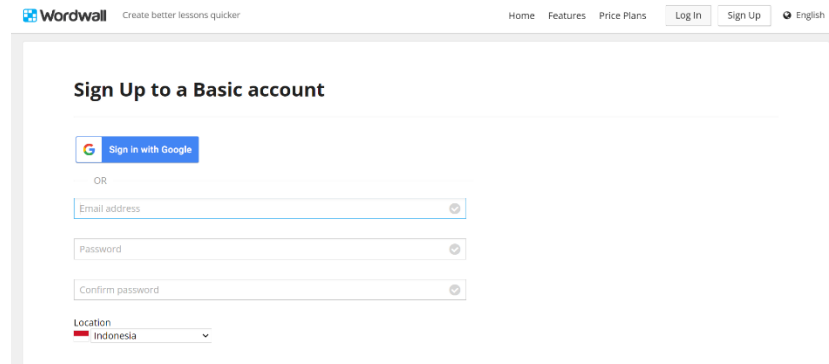 Wordwall Create better lessons quicker Home Features Price Plans Log In Sign Up English
Sign Up to a Basic account
G Sign in with Google
OR
Email address
Password
Confirm password
Location
Indonesia